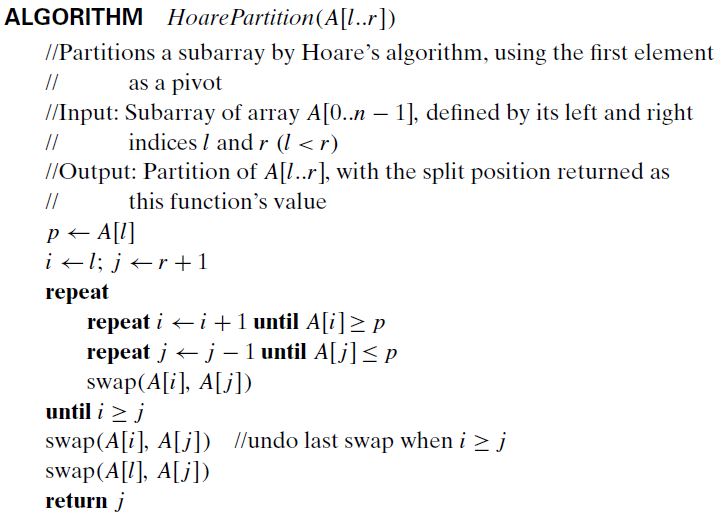 ALGORITHM HoarePartition(A[l..r])
//Partitions a subarray by Hoare’s algorithm, using the first element
// as a pivot
//Input: Subarray of array A[0..n − 1], defined by its left and right
// indices l and r (l < r)
//Output: Partition of A[l..r], with the split position returned as
// this function’s value
p ← A[l]
i ← l; j ← r + 1
repeat
repeat i ← i + 1 until A[i] ≥ p
repeat j ← j − 1 until A[j] ≤ p
swap(A[i], A[j])
until i ≥ j
swap(A[i], A[j]) //undo last swap when i ≥ j
swap(A[l], A[j])
return j